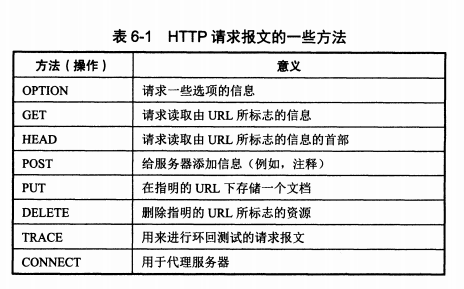 表 6-1 HTTP 请求报文的一些方法
方法（操作） 意义
OPTION 请求一些选项的信息
GET 请求读取由 URL 所标志的信息
HEAD 请求读取由 URL 所标志的信息的首部
POST 给服务器添加信息（例如，注释）
PUT 在指明的 URL 下存储一个文档
DELETE 删除指明的 URL 所标志的资源
TRACE 用来进行环回测试的请求报文
CONNECT 用于代理服务器